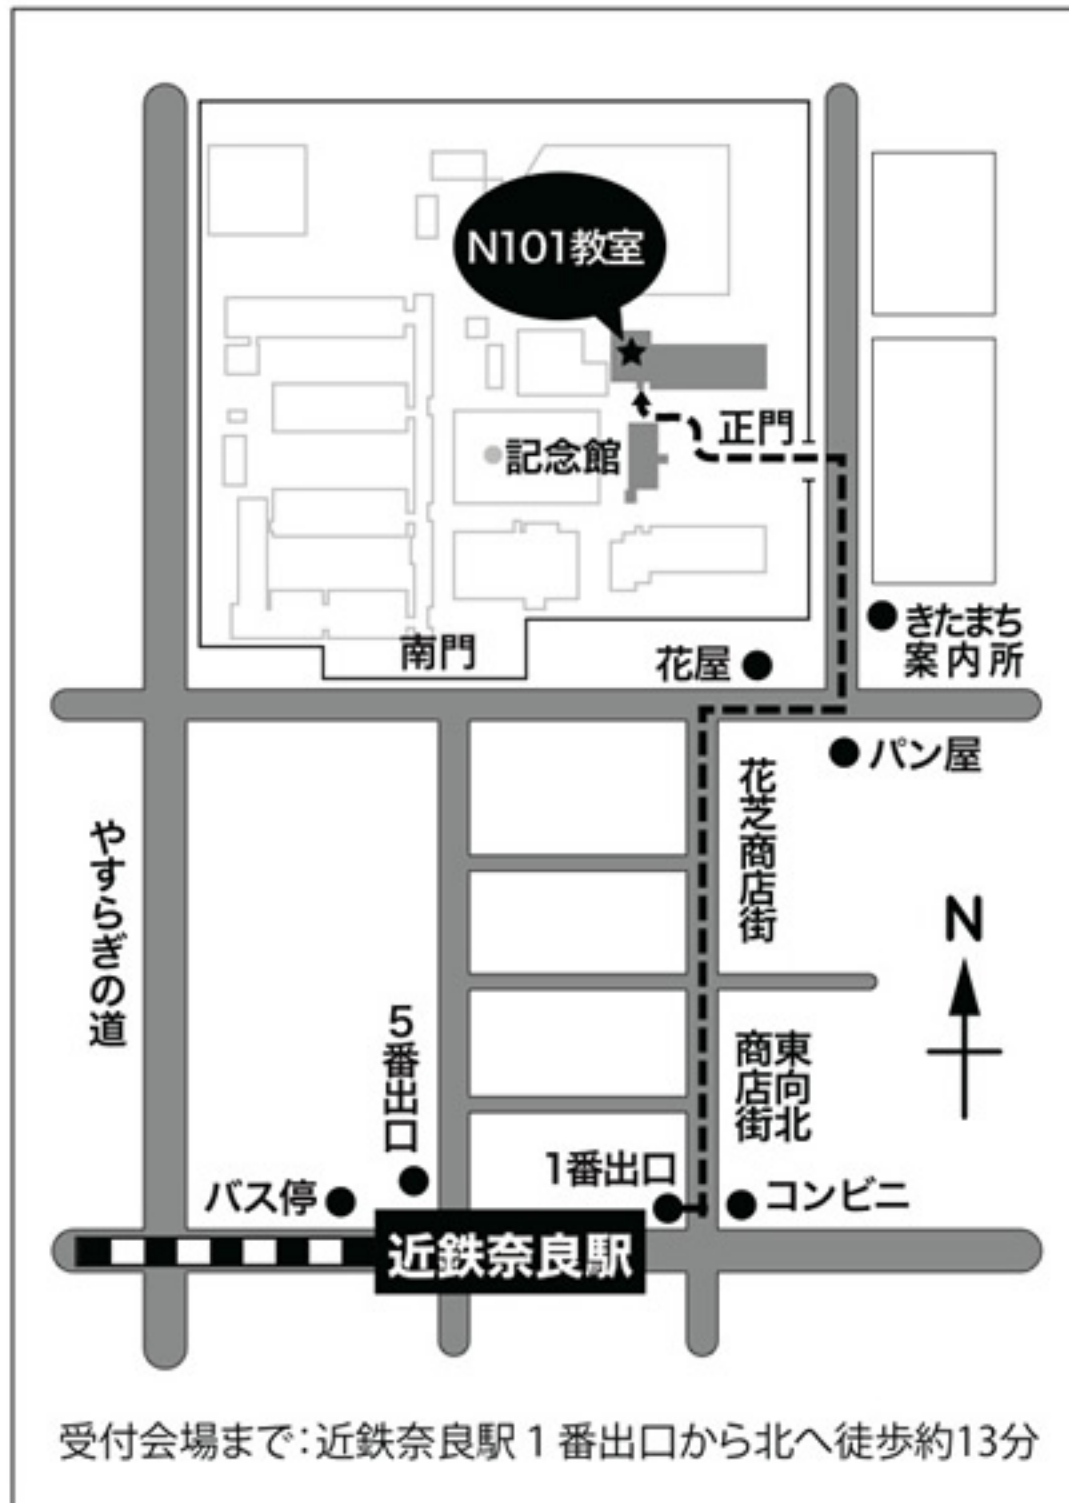 N101教室
正門
記念館
きたまち
案内所
南門
花屋
パン屋
花芝商店街
やすらぎの道
N
東向北
商店街
5番出口
1番出口
バス停
コンビニ
近鉄奈良駅
受付会場まで：近鉄奈良駅1番出口から北へ徒歩約13分